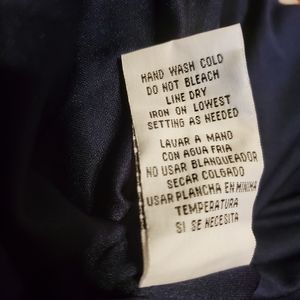 HAND WASH COLD
DO NOT BLEACH
LINE DRY
IRON ON LOWEST
SETTING AS NEEDED
LAVAR A MANO
CON AGUA FRIA
NO USAR BLANQUEADOR
SECAR COLGADO
USAR PLANCHA EN MINIMA
TEMPERATURA
SI SE NECESITA